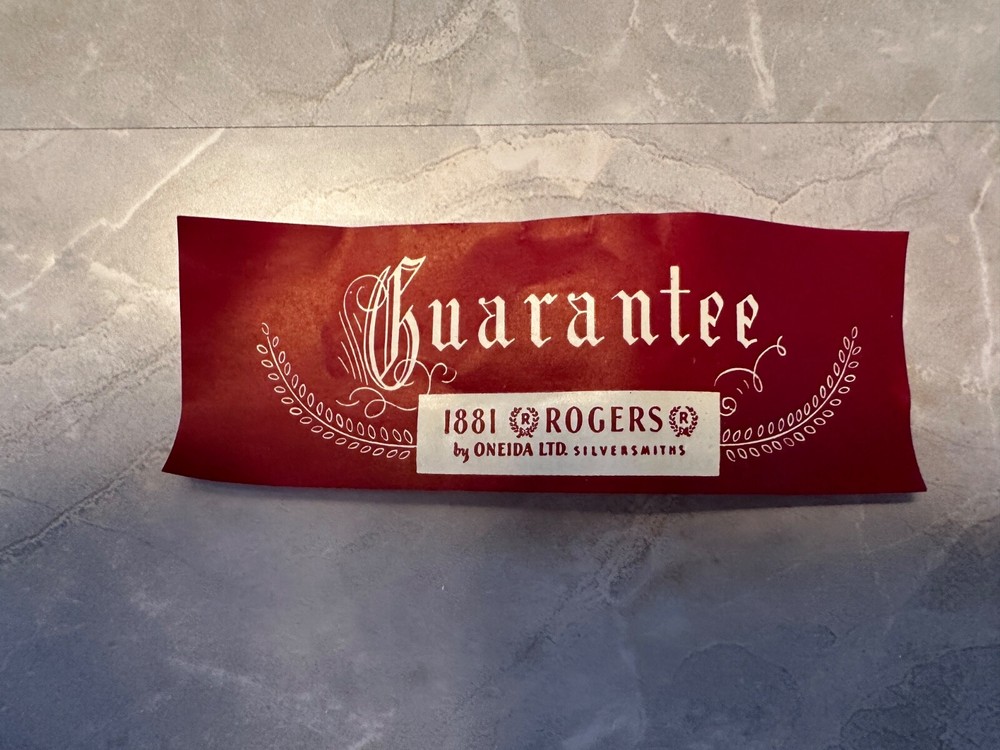 Guarantee
1881 R ROGERS R
by ONEIDA LTD. SILVERSMITHS